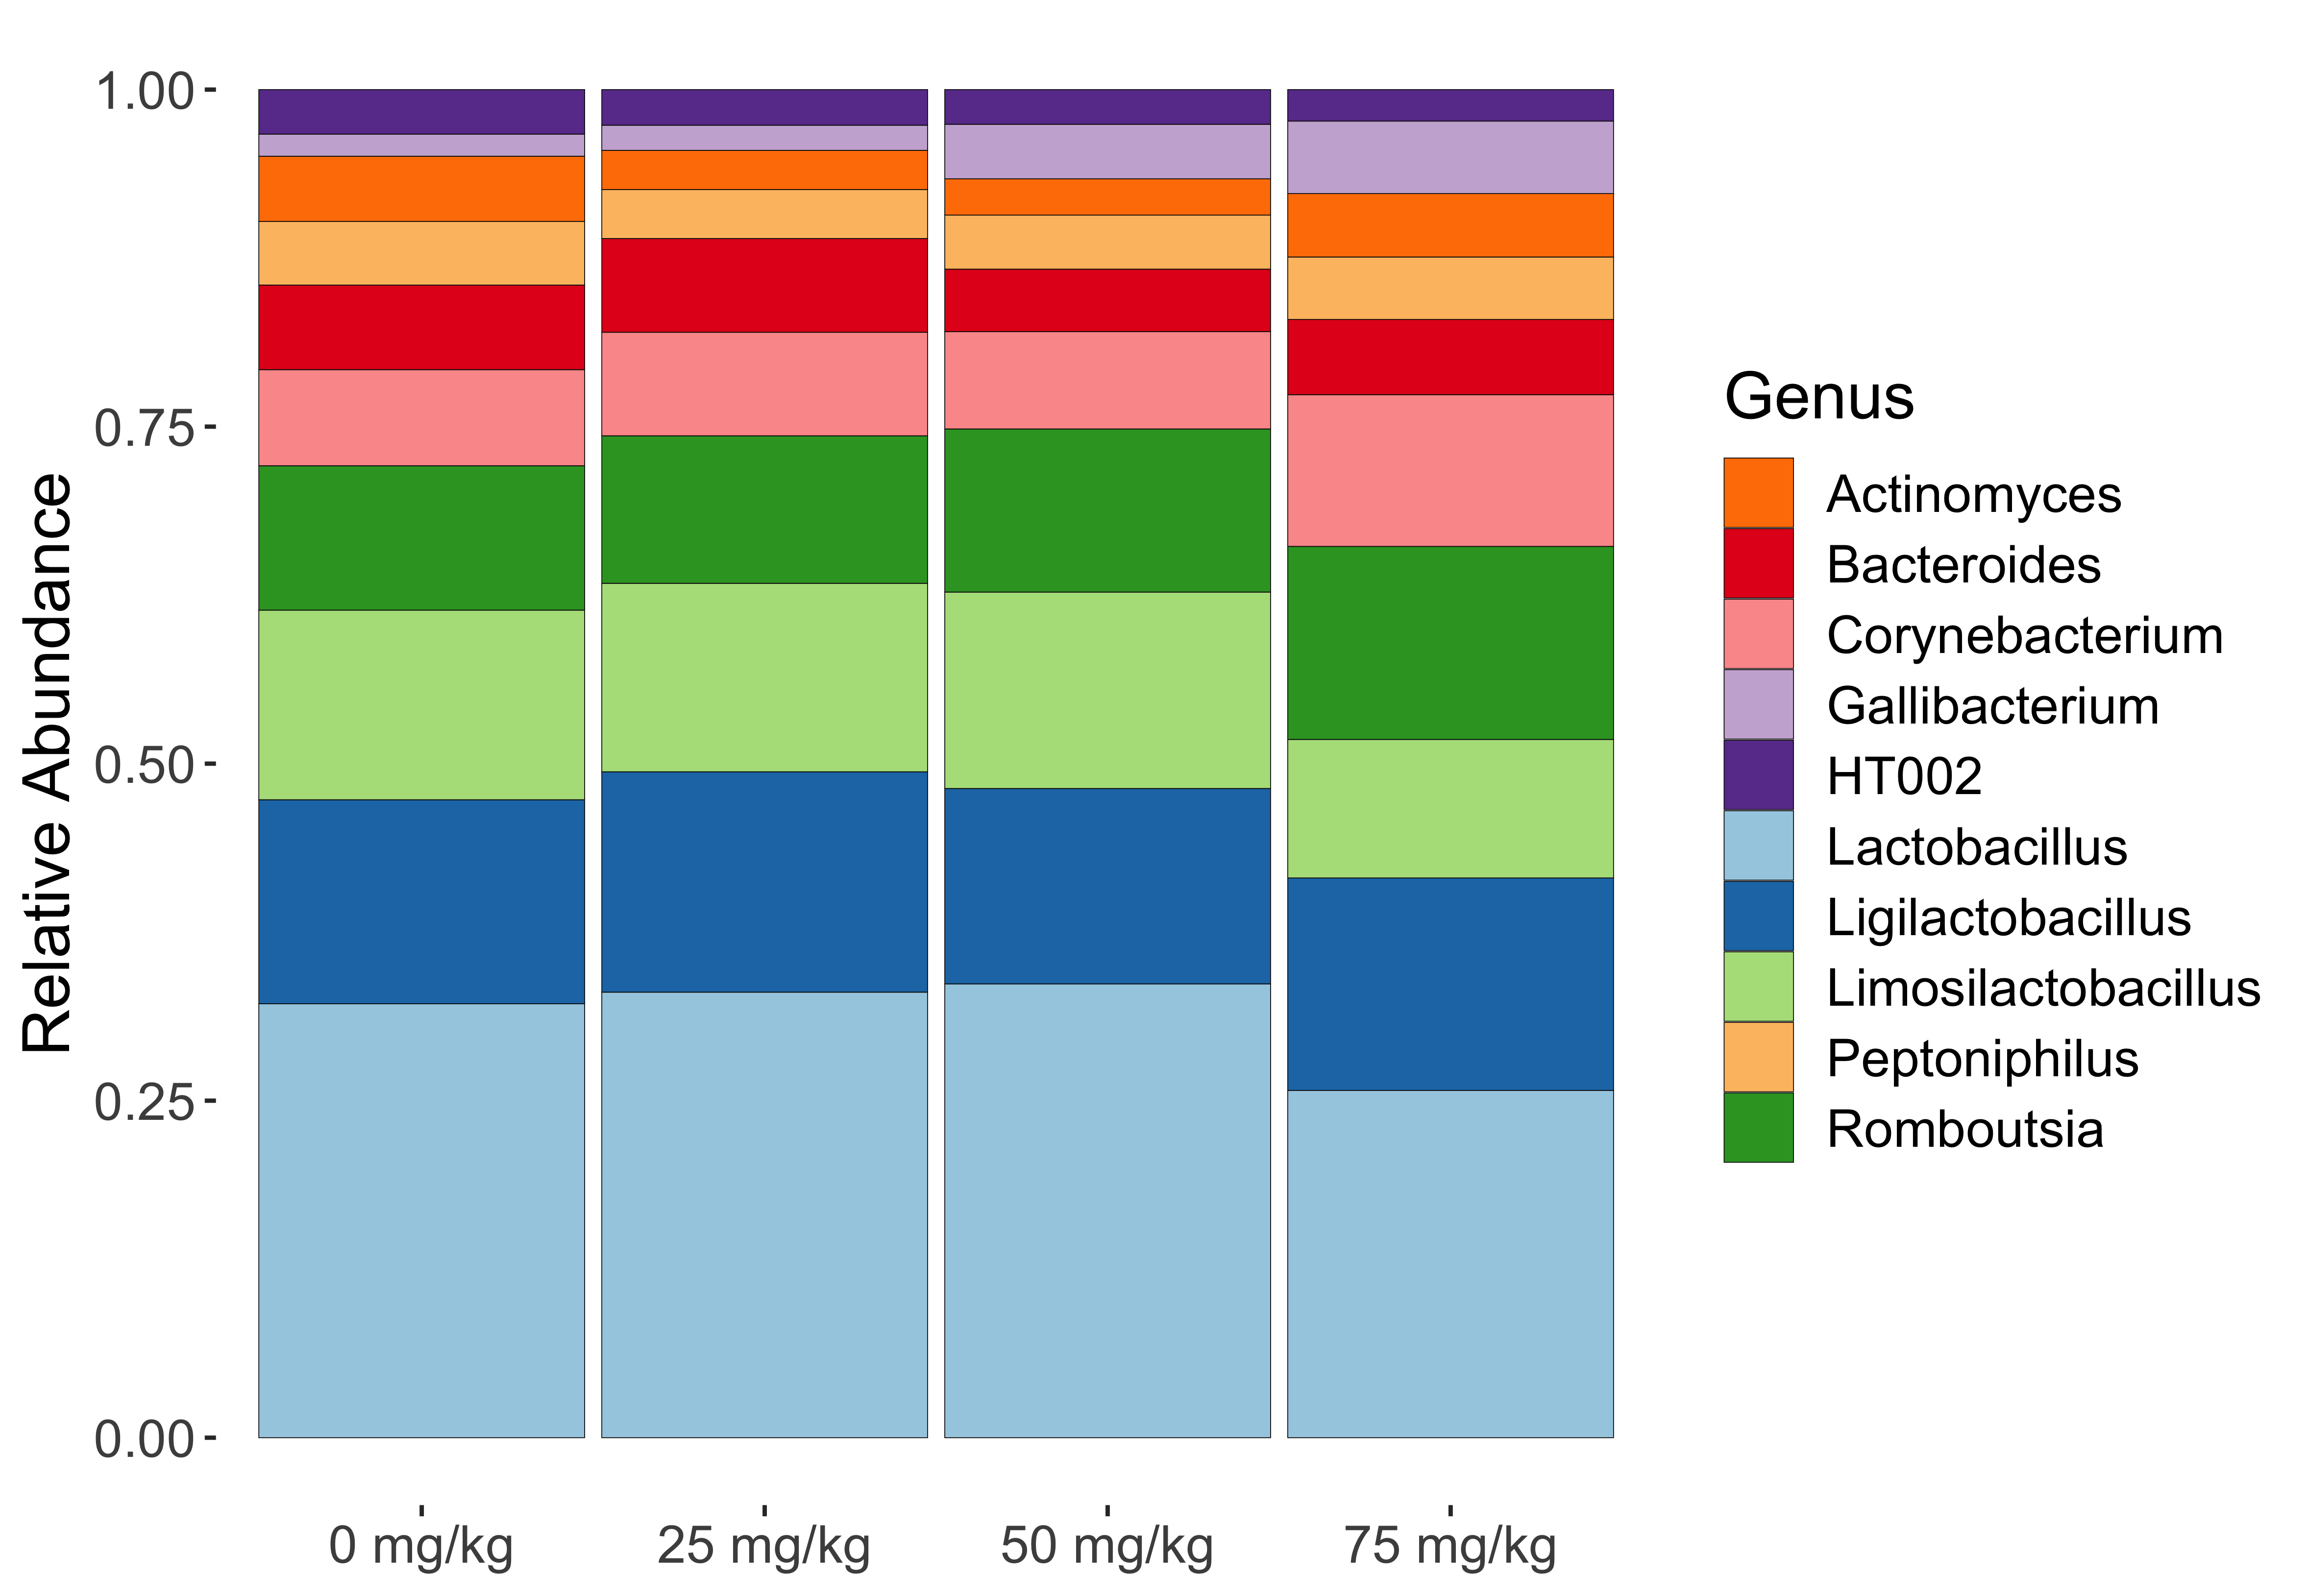 Relative Abundance
1.00
0.75
0.50
0.25
0.00
0 mg/kg
25 mg/kg
50 mg/kg
75 mg/kg
Genus
Actinomyces
Bacteroides
Corynebacterium
Gallibacterium
HT002
Lactobacillus
Ligilactobacillus
Limosilactobacillus
Peptoniphilus
Romboutsia